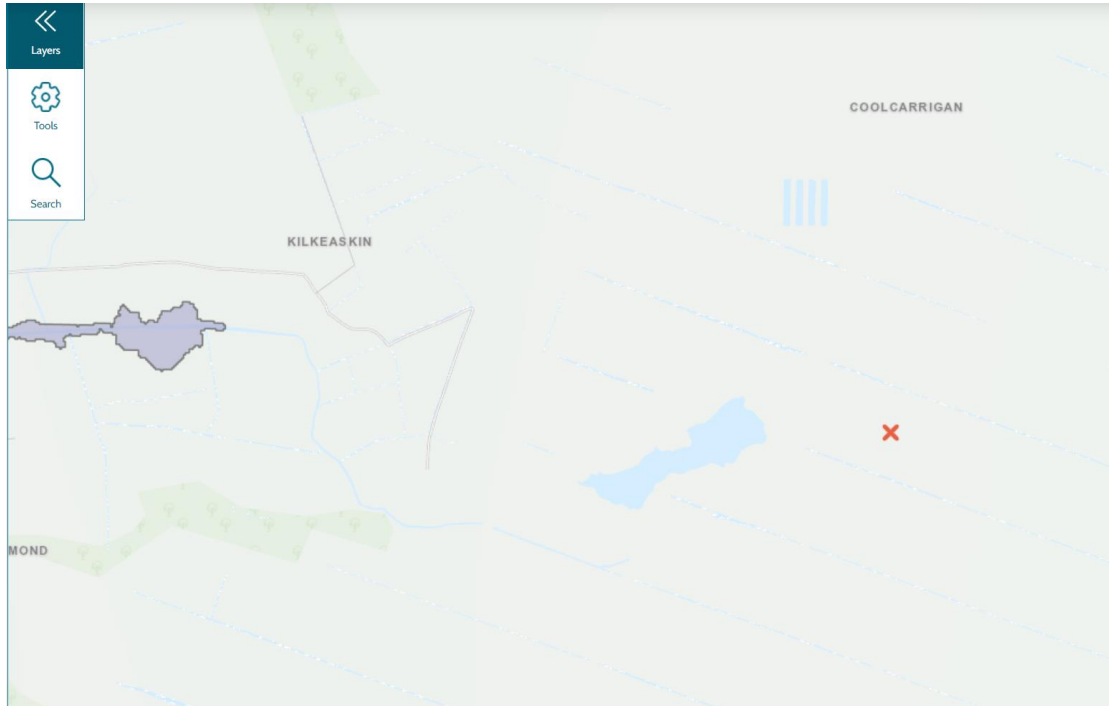 Layers
COOLCARRIGAN
Tools
Search
KILKEASKIN
MOND